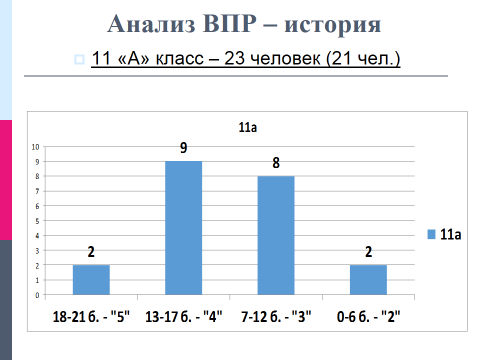 Анализ ВПР – история
11 «А» класс – 23 человек (21 чел.)
11а
10
9
8
7
6
5
4
3
2
1
0
2
9
8
2
18-21 б. - "5"
13-17 б. - "4"
7-12 б. - "3"
0-6 б. - "2"
11а